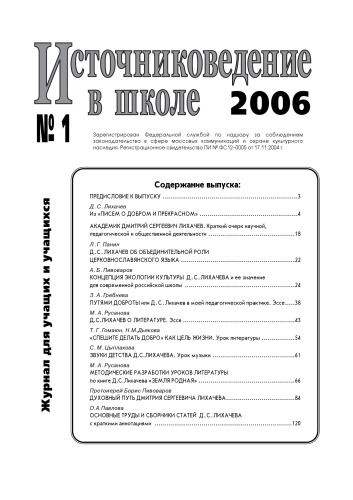 Источниковедение
в школе 2006
№ 1
Зарегистрирован Федеральной службой по надзору за соблюдением
законодательства в сфере массовых коммуникаций и охране культурного
наследия. Регистрационное свидетельство ПИ № ФС12-0005 от 17.11.2004 г.
Журнал для учащих и учащихся
Содержание выпуска:
ПРЕДИСЛОВИЕ К ВЫПУСКУ 3
Д. С. Лихачев
Из «ПИСЕМ О ДОБРОМ И ПРЕКРАСНОМ» 4
АКАДЕМИК ДМИТРИЙ СЕРГЕЕВИЧ ЛИХАЧЕВ. Краткий очерк научной,
педагогической и общественной деятельности 18
Л. Г. Панин
Д. С. ЛИХАЧЕВ ОБ ОБЪЕДИНИТЕЛЬНОЙ РОЛИ
ЦЕРКОВНОСЛАВЯНСКОГО ЯЗЫКА 22
А.Б. Пивоваров
КОНЦЕПЦИЯ ЭКОЛОГИИ КУЛЬТУРЫ Д. С. ЛИХАЧЕВА и ее значение
для современной российской школы 24
Э. А. Гребнева
ПУТЯМИ ДОБРОТЫ или Д. С. Лихачев в моей педагогической практике. Эссе 38
М. А. Русанова
Д.С.ЛИХАЧЕВ О ЛИТЕРАТУРЕ. Эссе 43
Т. Г. Гомаюн, Н.М.Дьякова
«СПЕШИТЕ ДЕЛАТЬ ДОБРО» КАК ЦЕЛЬ ЖИЗНИ. Урок литературы 54
С. М. Цыплакова
ЗВУКИ ДЕТСТВА Д.С.ЛИХАЧЕВА. Урок музыки 61
М. А. Русанова
МЕТОДИЧЕСКИЕ РАЗРАБОТКИ УРОКОВ ЛИТЕРАТУРЫ
по книге Д.С.Лихачева «ЗЕМЛЯ РОДНАЯ» 66
Протоиерей Борис Пивоваров
ДУХОВНЫЙ ПУТЬ ДМИТРИЯ СЕРГЕЕВИЧА ЛИХАЧЕВА 84
О.А.Павлова
ОСНОВНЫЕ ТРУДЫ И СБОРНИКИ СТАТЕЙ Д. С. ЛИХАЧЕВА
с краткими аннотациями 120